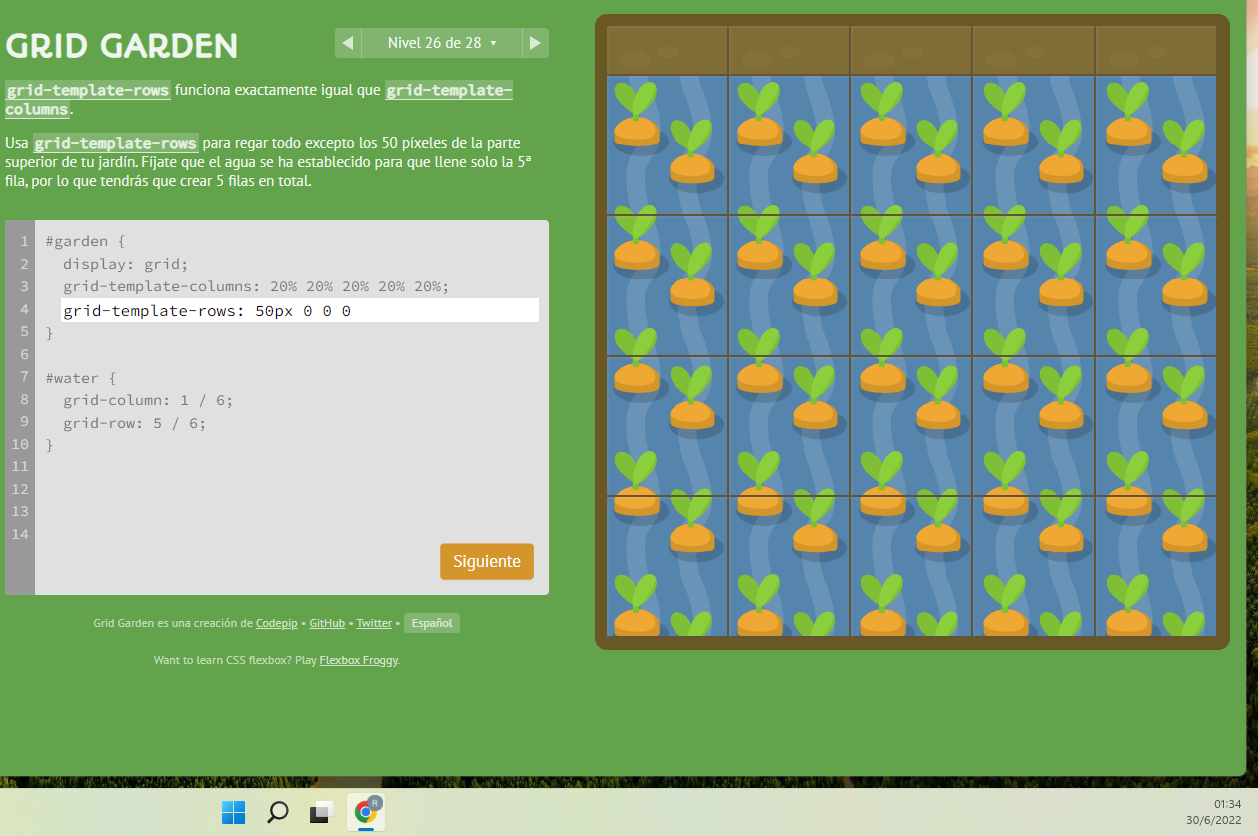 GRID GARDEN
Nivel 26 de 28
grid-template-rows funciona exactamente igual que grid-template-
columns.
Usa grid-template-rows para regar todo excepto los 50 píxeles de la parte
superior de tu jardín. Fíjate que el agua se ha establecido para que llene solo la 5ª
fila, por lo que tendrás que crear 5 filas en total.
1 #garden {
2 display: grid;
3 grid-template-columns: 20% 20% 20% 20% 20%;
4 grid-template-rows: 50px 0 0 0
5 }
6
7 #water {
8 grid-column: 1 / 6;
9 grid-row: 5 / 6;
10 }
11
12
13
14
Siguiente
Grid Garden es una creación de Codepip • GitHub • Twitter • Español
Want to learn CSS flexbox? Play Flexbox Froggy.
R
01:34
30/6/2022